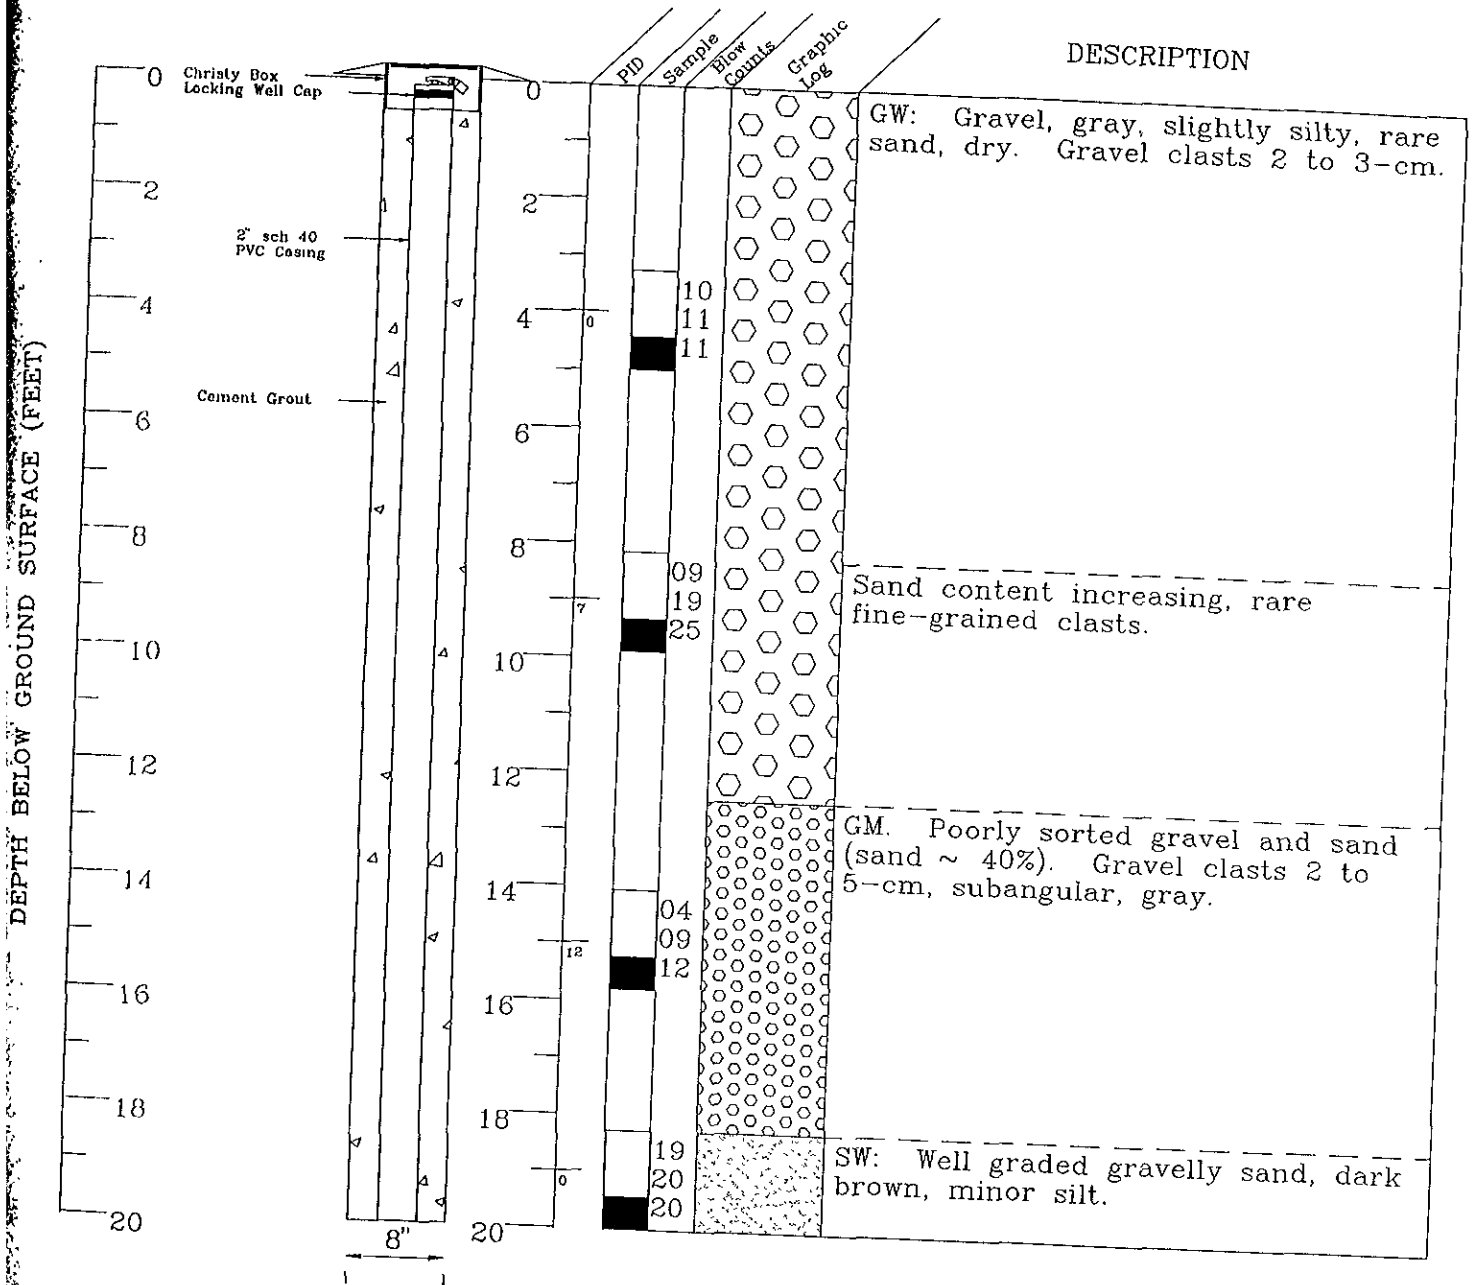 PID
Sample
Blow
Counts
Graphic
Log
DESCRIPTION
DEPTH BELOW GROUND SURFACE (FEET)
0
2
4
6
8
10
12
14
16
18
20
Christy Box
Locking Well Cap
2" sch 40
PVC Casing
Cement Grout
8"
0
2
4
6
8
10
12
14
16
18
20
0
7
12
0
10
11
11
09
19
25
04
09
12
19
20
20
GW: Gravel, gray, slightly silty, rare
sand, dry. Gravel clasts 2 to 3-cm.
Sand content increasing, rare
fine-grained clasts.
GM. Poorly sorted gravel and sand
(sand ~ 40%). Gravel clasts 2 to
5-cm, subangular, gray.
SW: Well graded gravelly sand, dark
brown, minor silt.